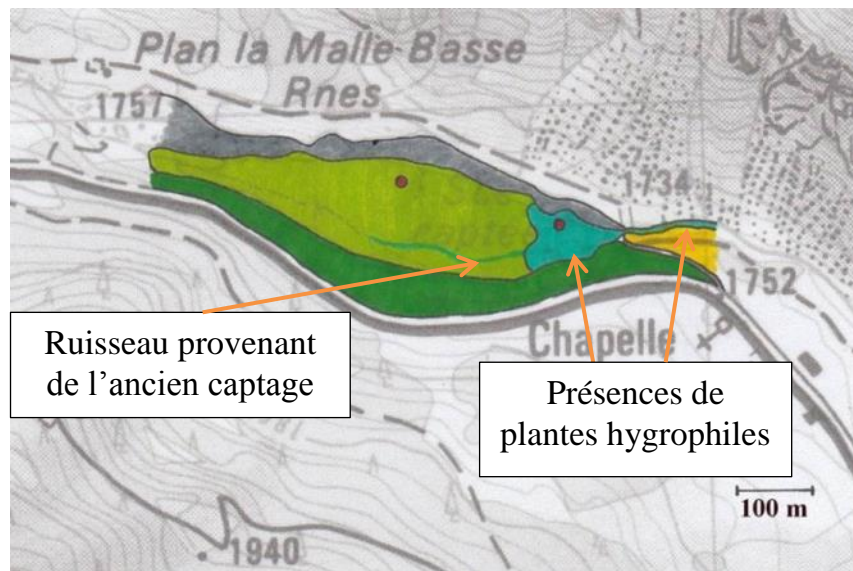 Plan la Malle-Basse
Rnes
1757
1734
1752
Chapelle
Ruisseau provenant
de l'ancien captage
Présences de
plantes hygrophiles
100 m
1940